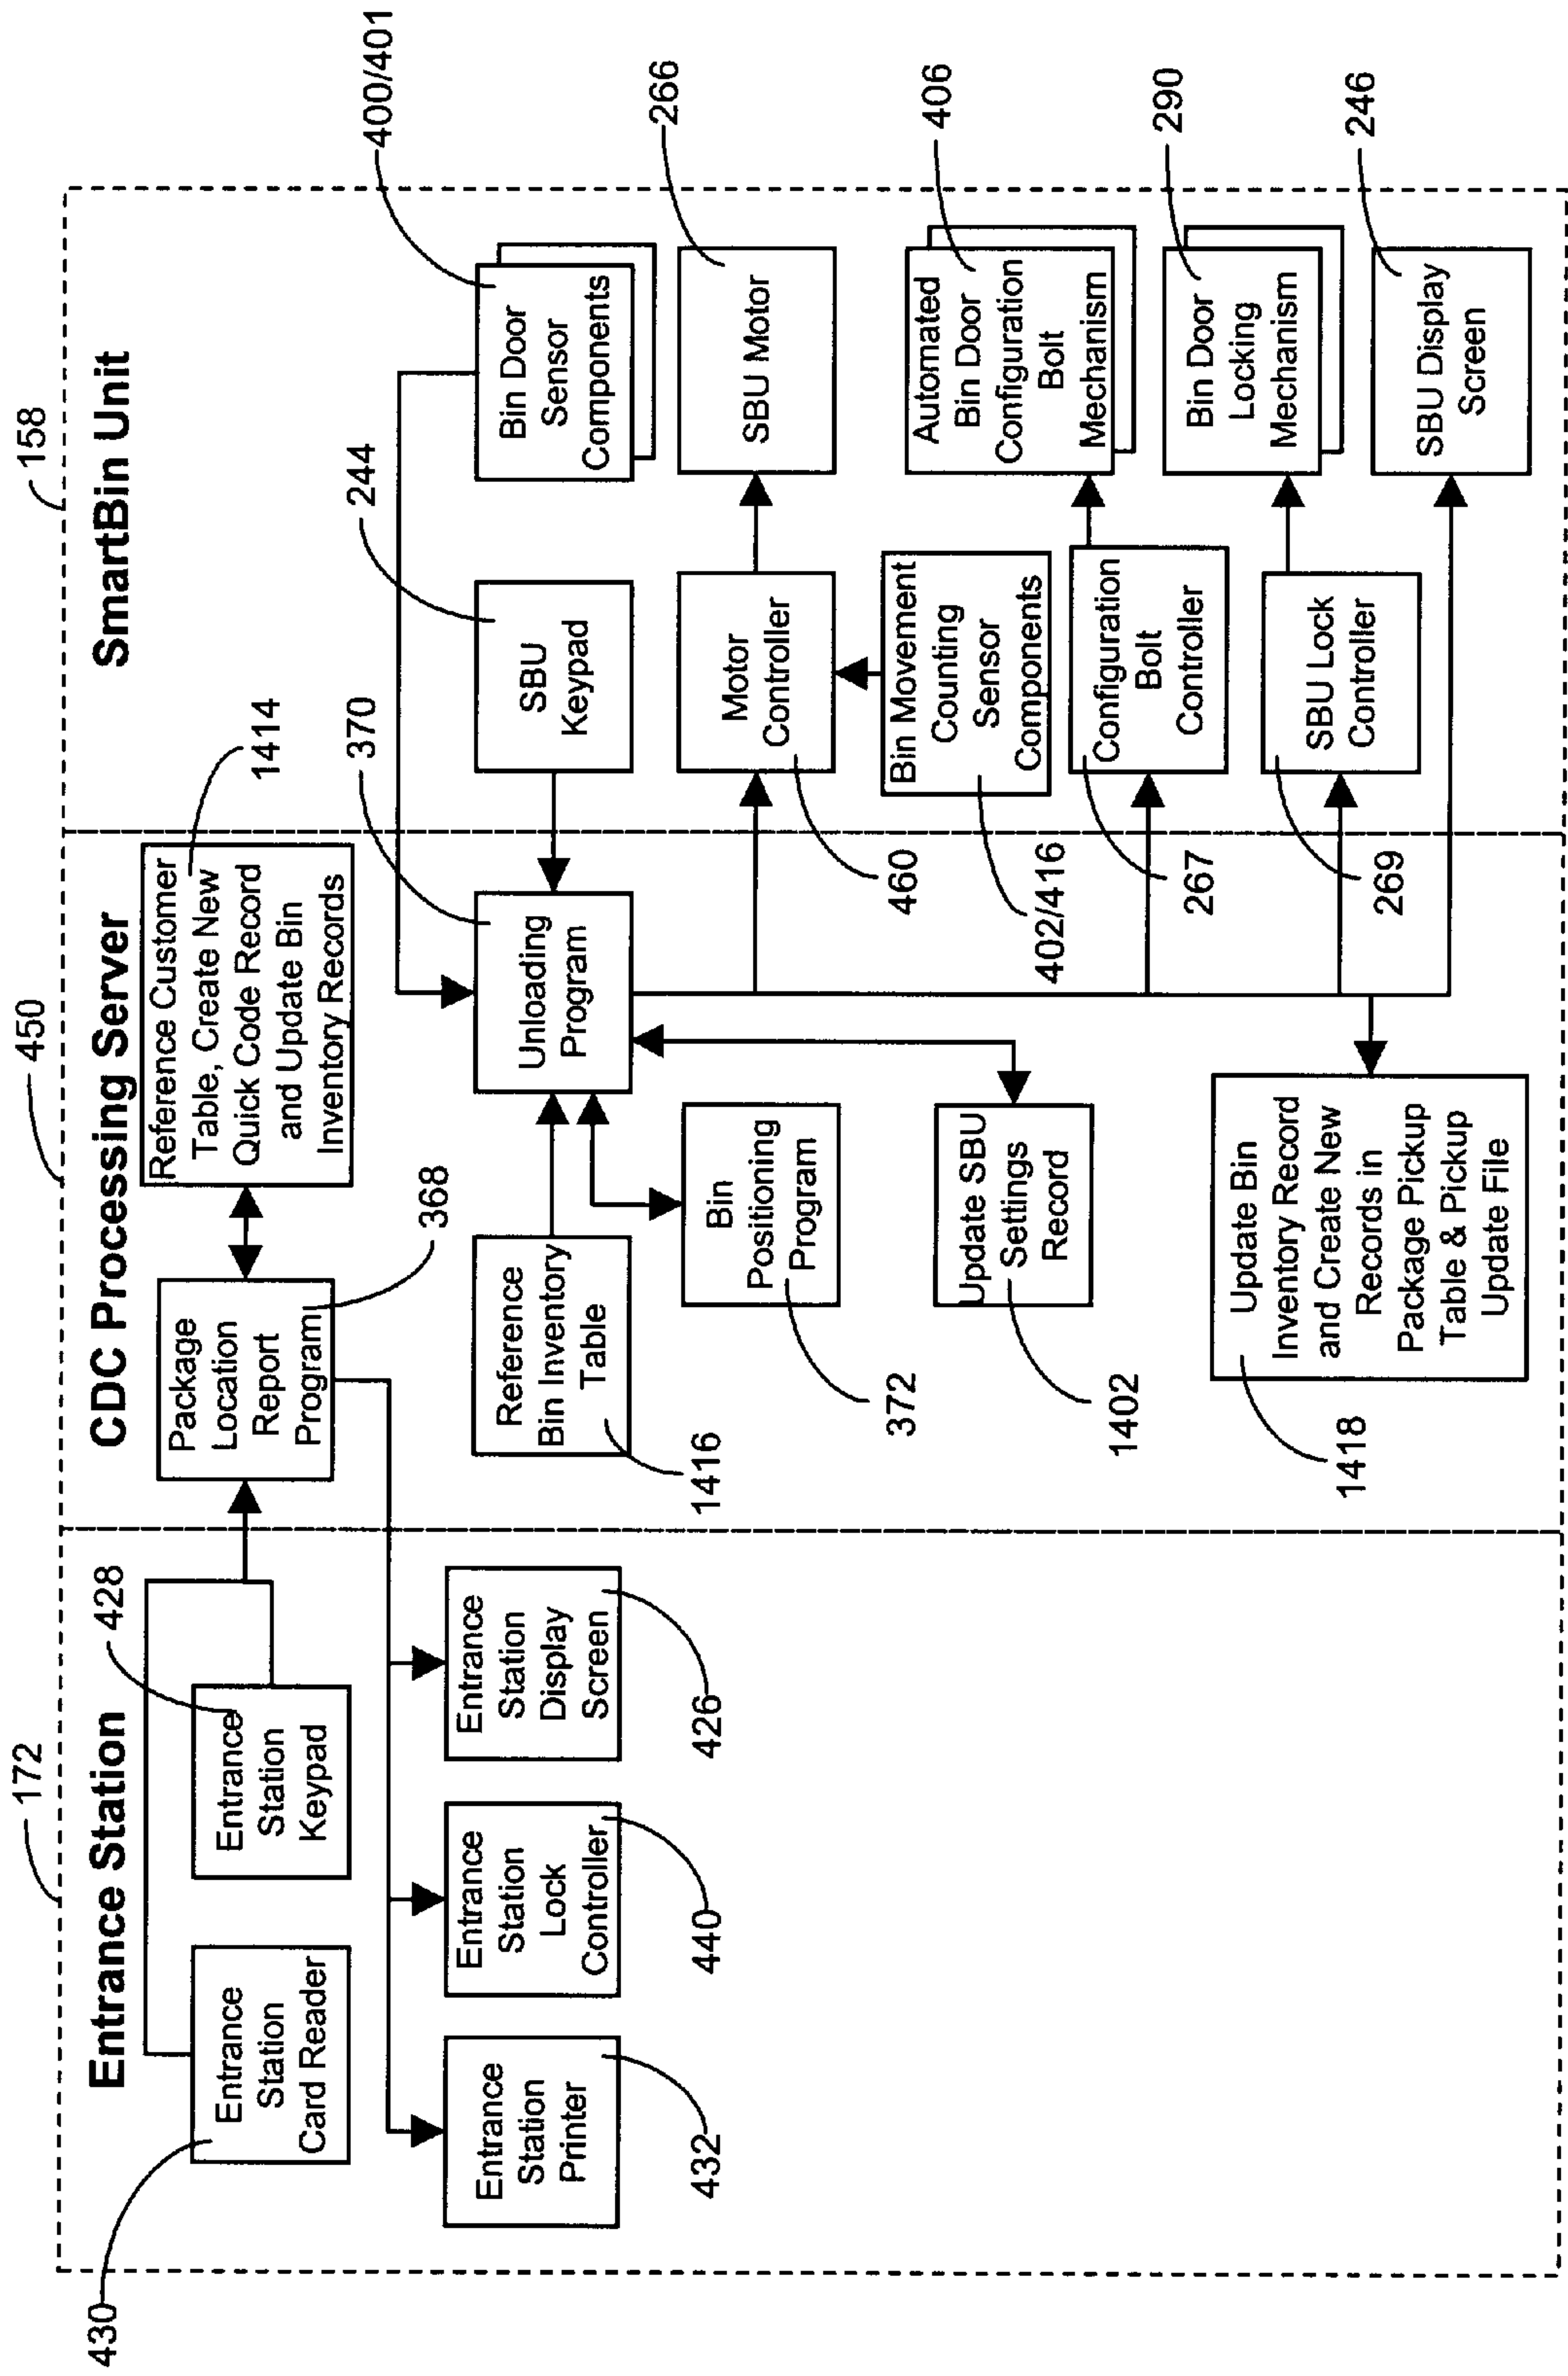 172
450
158
Entrance Station
CDC Processing Server
SmartBin Unit
430
Entrance
Station
Card Reader
428
Entrance
Station
Keypad
Entrance
Station
Printer
432
Entrance
Station
Lock
Controller
440
Entrance
Station
Display
Screen
426
Package
Location
Report
Program
368
Reference Customer
Table, Create New
Quick Code Record
and Update Bin
Inventory Records
1414
Reference
Bin Inventory
Table
1416
Unloading
Program
370
Bin
Positioning
Program
372
Update SBU
Settings
Record
1402
Update Bin
Inventory Record
and Create New
Records in
Package Pickup
Table & Pickup
Update File
1418
SBU
Keypad
244
Bin Door
Sensor
Components
400/401
Motor
Controller
460
SBU Motor
266
Bin Movement
Counting
Sensor
Components
402/416
Configuration
Bolt
Controller
267
Automated
Bin Door
Configuration
Bolt
Mechanism
406
SBU Lock
Controller
269
Bin Door
Locking
Mechanism
290
SBU Display
Screen
246